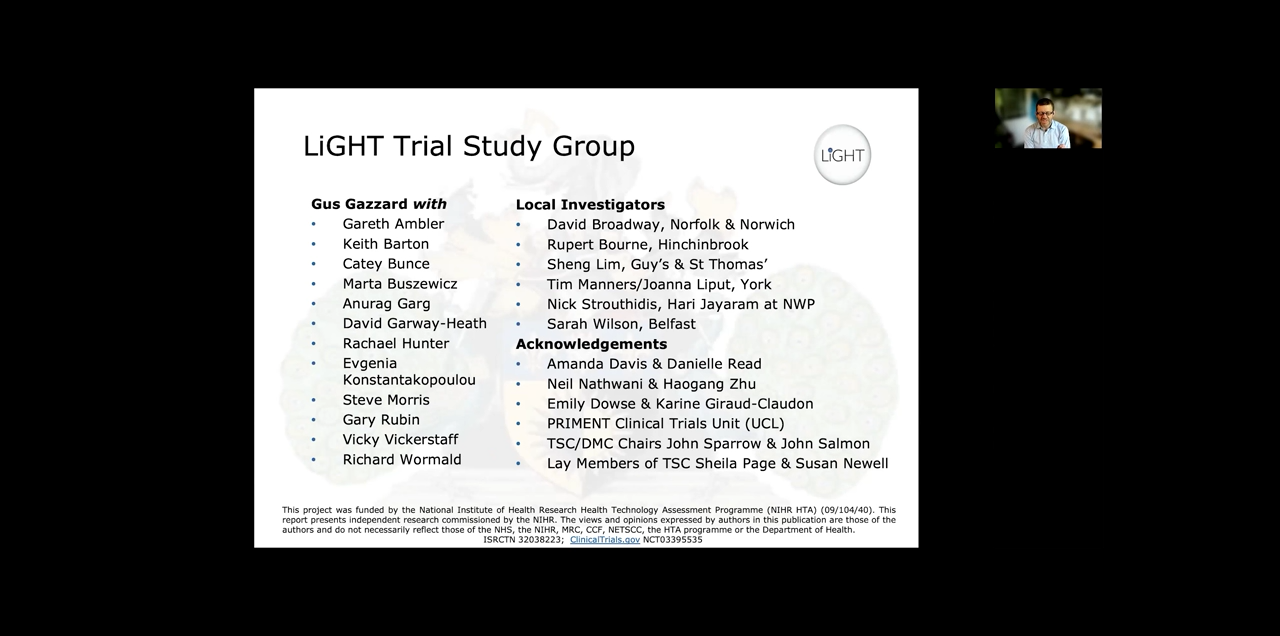 LiGHT Trial Study Group
LiGHT
Gus Gazzard with
• Gareth Ambler
• Keith Barton
• Catey Bunce
• Marta Buszewicz
• Anurag Garg
• David Garway-Heath
• Rachael Hunter
• Evgenia
Konstantakopoulou
• Steve Morris
• Gary Rubin
• Vicky Vickerstaff
• Richard Wormald
Local Investigators
• David Broadway, Norfolk & Norwich
• Rupert Bourne, Hinchinbrook
• Sheng Lim, Guy’s & St Thomas’
• Tim Manners/Joanna Liput, York
• Nick Strouthidis, Hari Jayaram at NWP
• Sarah Wilson, Belfast
Acknowledgements
• Amanda Davis & Danielle Read
• Neil Nathwani & Haogang Zhu
• Emily Dowse & Karine Giraud-Claudon
• PRIMENT Clinical Trials Unit (UCL)
• TSC/DMC Chairs John Sparrow & John Salmon
• Lay Members of TSC Sheila Page & Susan Newell
This project was funded by the National Institute of Health Research Health Technology Assessment Programme (NIHR HTA) (09/104/40). This
report presents independent research commissioned by the NIHR. The views and opinions expressed by authors in this publication are those of the
authors and do not necessarily reflect those of the NHS, the NIHR, MRC, CCF, NETSCC, the HTA programme or the Department of Health.
ISRCTN 32038223; ClinicalTrials.gov NCT03395535